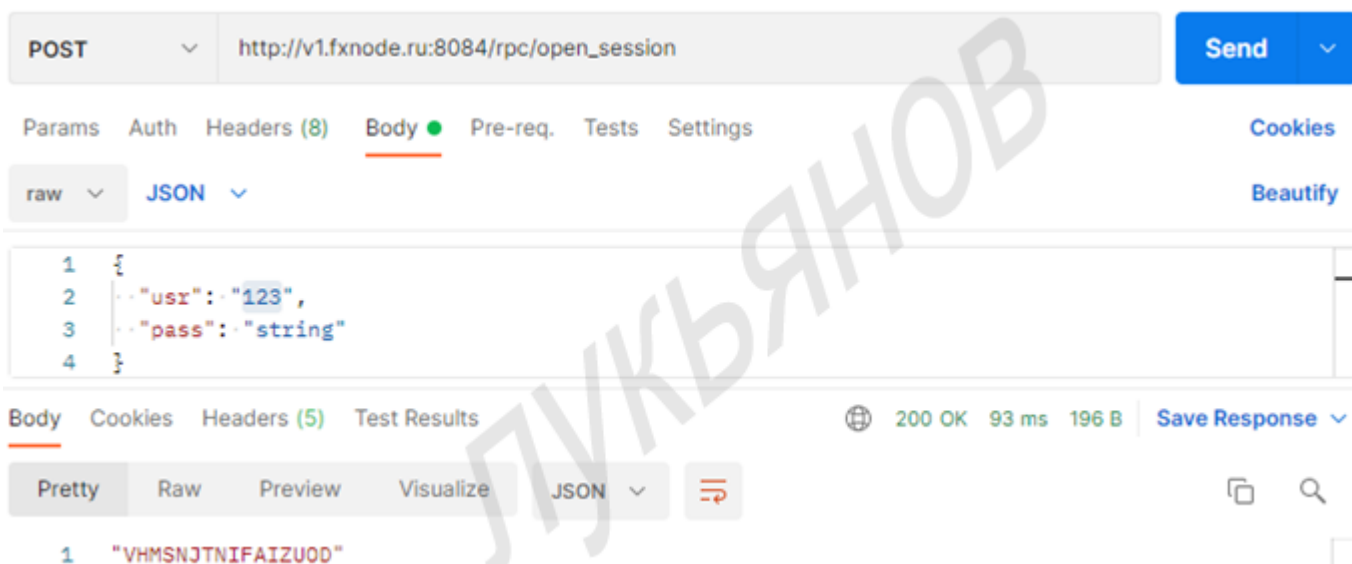 POST http://v1.fxnode.ru:8084/rpc/open_session Send
Params Auth Headers (8) Body Pre-req. Tests Settings Cookies
raw JSON Beautify
1 {
2 "usr": "123",
3 "pass": "string"
4 }
Body Cookies Headers (5) Test Results 200 OK 93 ms 196 B Save Response
Pretty Raw Preview Visualize JSON
1 "VHMSNJTNIFAIZUOD"
ЛУКЬЯНОВ